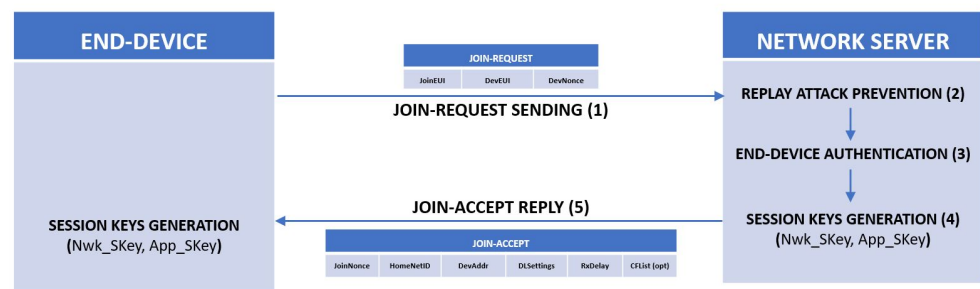 END-DEVICE
NETWORK SERVER
JOIN-REQUEST
JoinEUI DevEUI DevNonce
JOIN-REQUEST SENDING (1)
REPLAY ATTACK PREVENTION (2)
END-DEVICE AUTHENTICATION (3)
JOIN-ACCEPT REPLY (5)
SESSION KEYS GENERATION
(Nwk_SKey, App_SKey)
SESSION KEYS GENERATION (4)
(Nwk_SKey, App_SKey)
JOIN-ACCEPT
JoinNonce HomeNetID DevAddr DLSettings RxDelay CFList (opt)